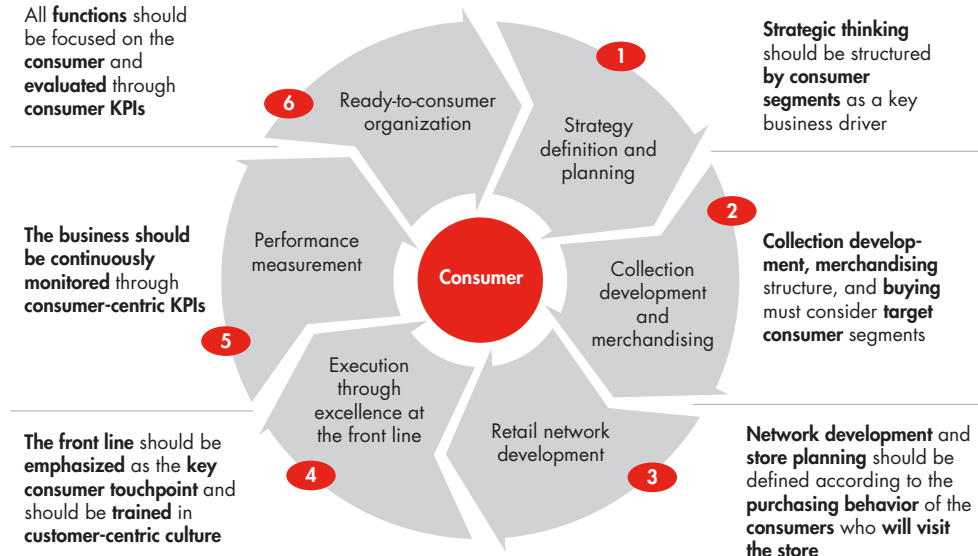 All functions should
be focused on the
consumer and
evaluated through
consumer KPIs
6
Ready-to-consumer
organization
1
Strategy
definition and
planning
Strategic thinking
should be structured
by consumer
segments as a key
business driver
2
Collection
development
and
merchandising
Collection develop-
ment, merchandising
structure, and buying
must consider target
consumer segments
Consumer
The business should
be continuously
monitored through
consumer-centric KPIs
5
Performance
measurement
The front line should be
emphasized as the key
consumer touchpoint and
should be trained in
customer-centric culture
4
Execution
through
excellence at
the front line
3
Retail network
development
Network development and
store planning should be
defined according to the
purchasing behavior of the
consumers who will visit
the store